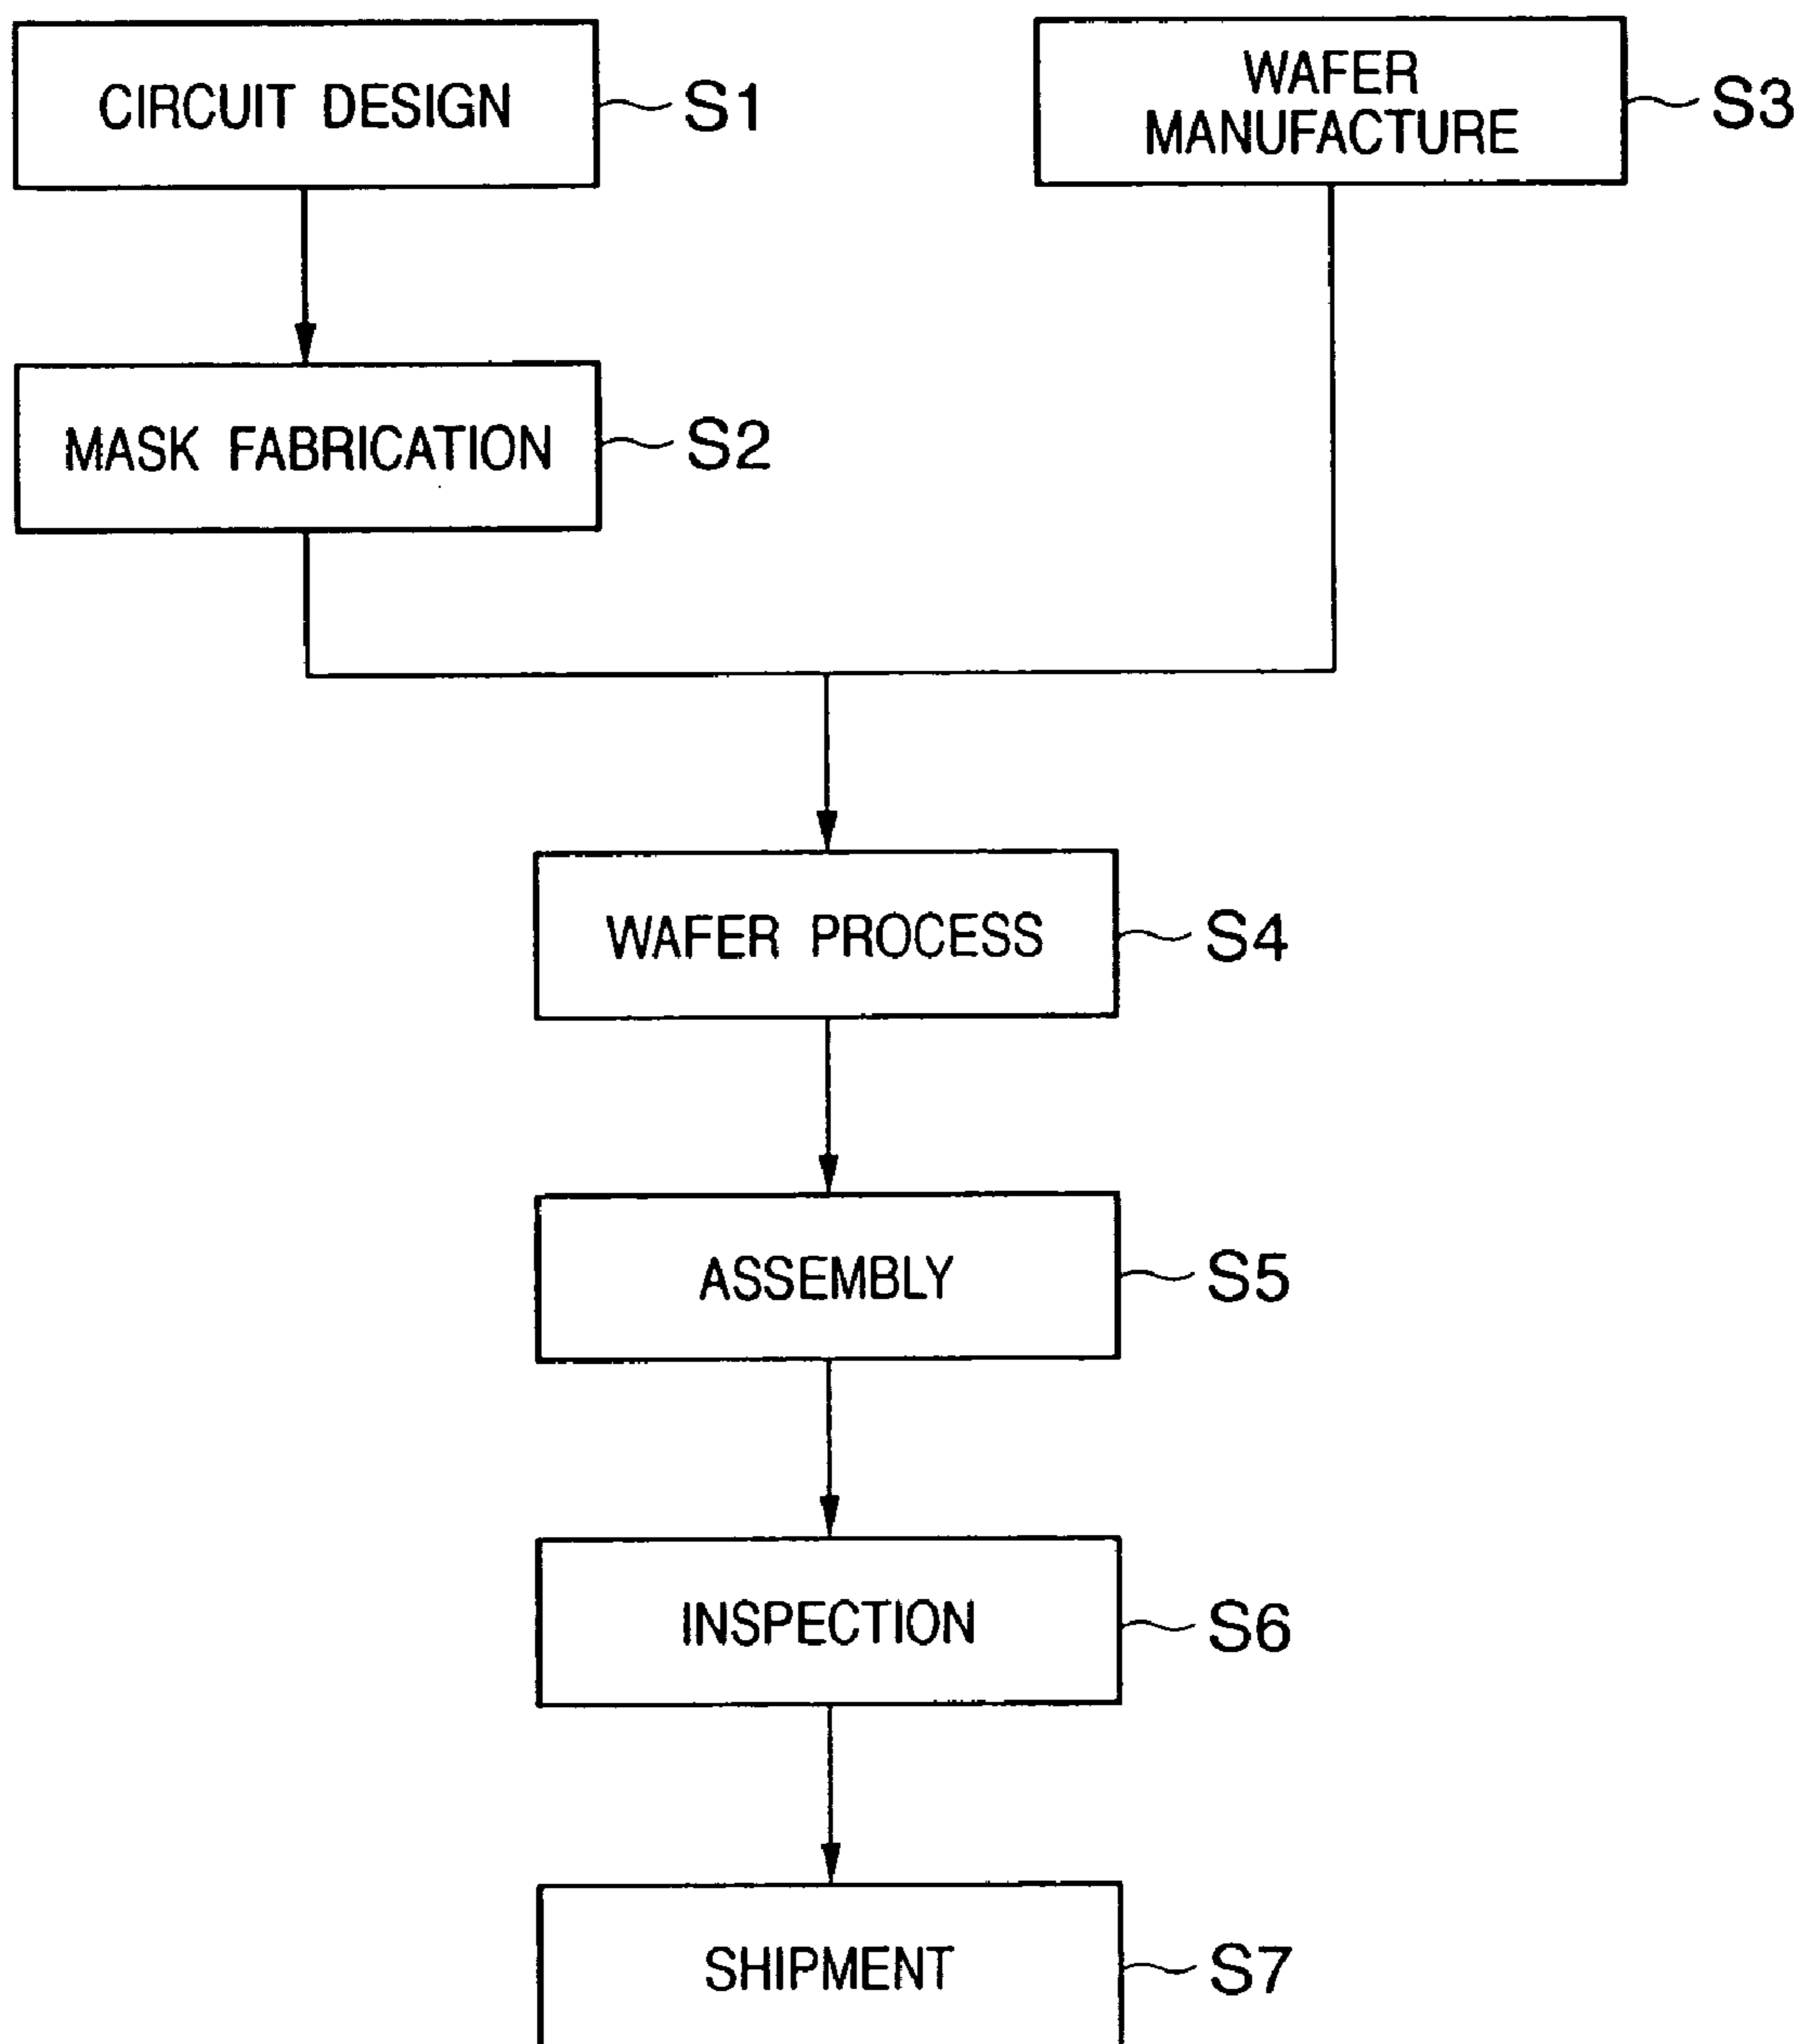 CIRCUIT DESIGN
S1
WAFER
MANUFACTURE
S3
MASK FABRICATION
S2
WAFER PROCESS
S4
ASSEMBLY
S5
INSPECTION
S6
SHIPMENT
S7